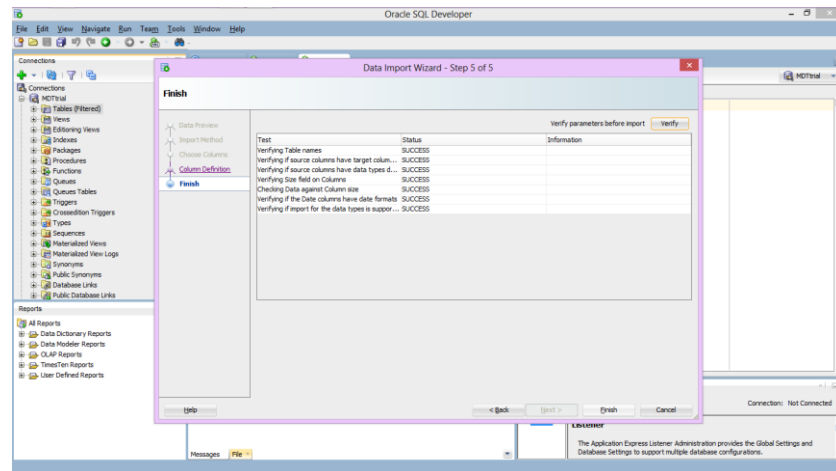 Oracle SQL Developer
File Edit View Navigate Run Team Tools Window Help
Connections
MDTtrial
Connections
MDTtrial
Tables (Filtered)
Views
Editioning Views
Indexes
Packages
Procedures
Functions
Queues
Queues Tables
Triggers
Crossedition Triggers
Types
Sequences
Materialized Views
Materialized View Logs
Synonyms
Public Synonyms
Database Links
Public Database Links
Reports
All Reports
Data Dictionary Reports
Data Modeler Reports
OLAP Reports
TimesTen Reports
User Defined Reports
Data Import Wizard - Step 5 of 5
Finish
Data Preview
Import Method
Choose Columns
Column Definition
Finish
Verify parameters before import Verify
Test Status Information
Verifying Table names SUCCESS
Verifying if source columns have target colum... SUCCESS
Verifying if source columns have data types d... SUCCESS
Verifying Size field on Columns SUCCESS
Checking Data against Column size SUCCESS
Verifying if the Date columns have date formats SUCCESS
Verifying if import for the data types is suppor... SUCCESS
Help < Back Next > Finish Cancel
Connection: Not Connected
Listener
The Application Express Listener Administration provides the Global Settings and
Database Settings to support multiple database configurations.
Messages File